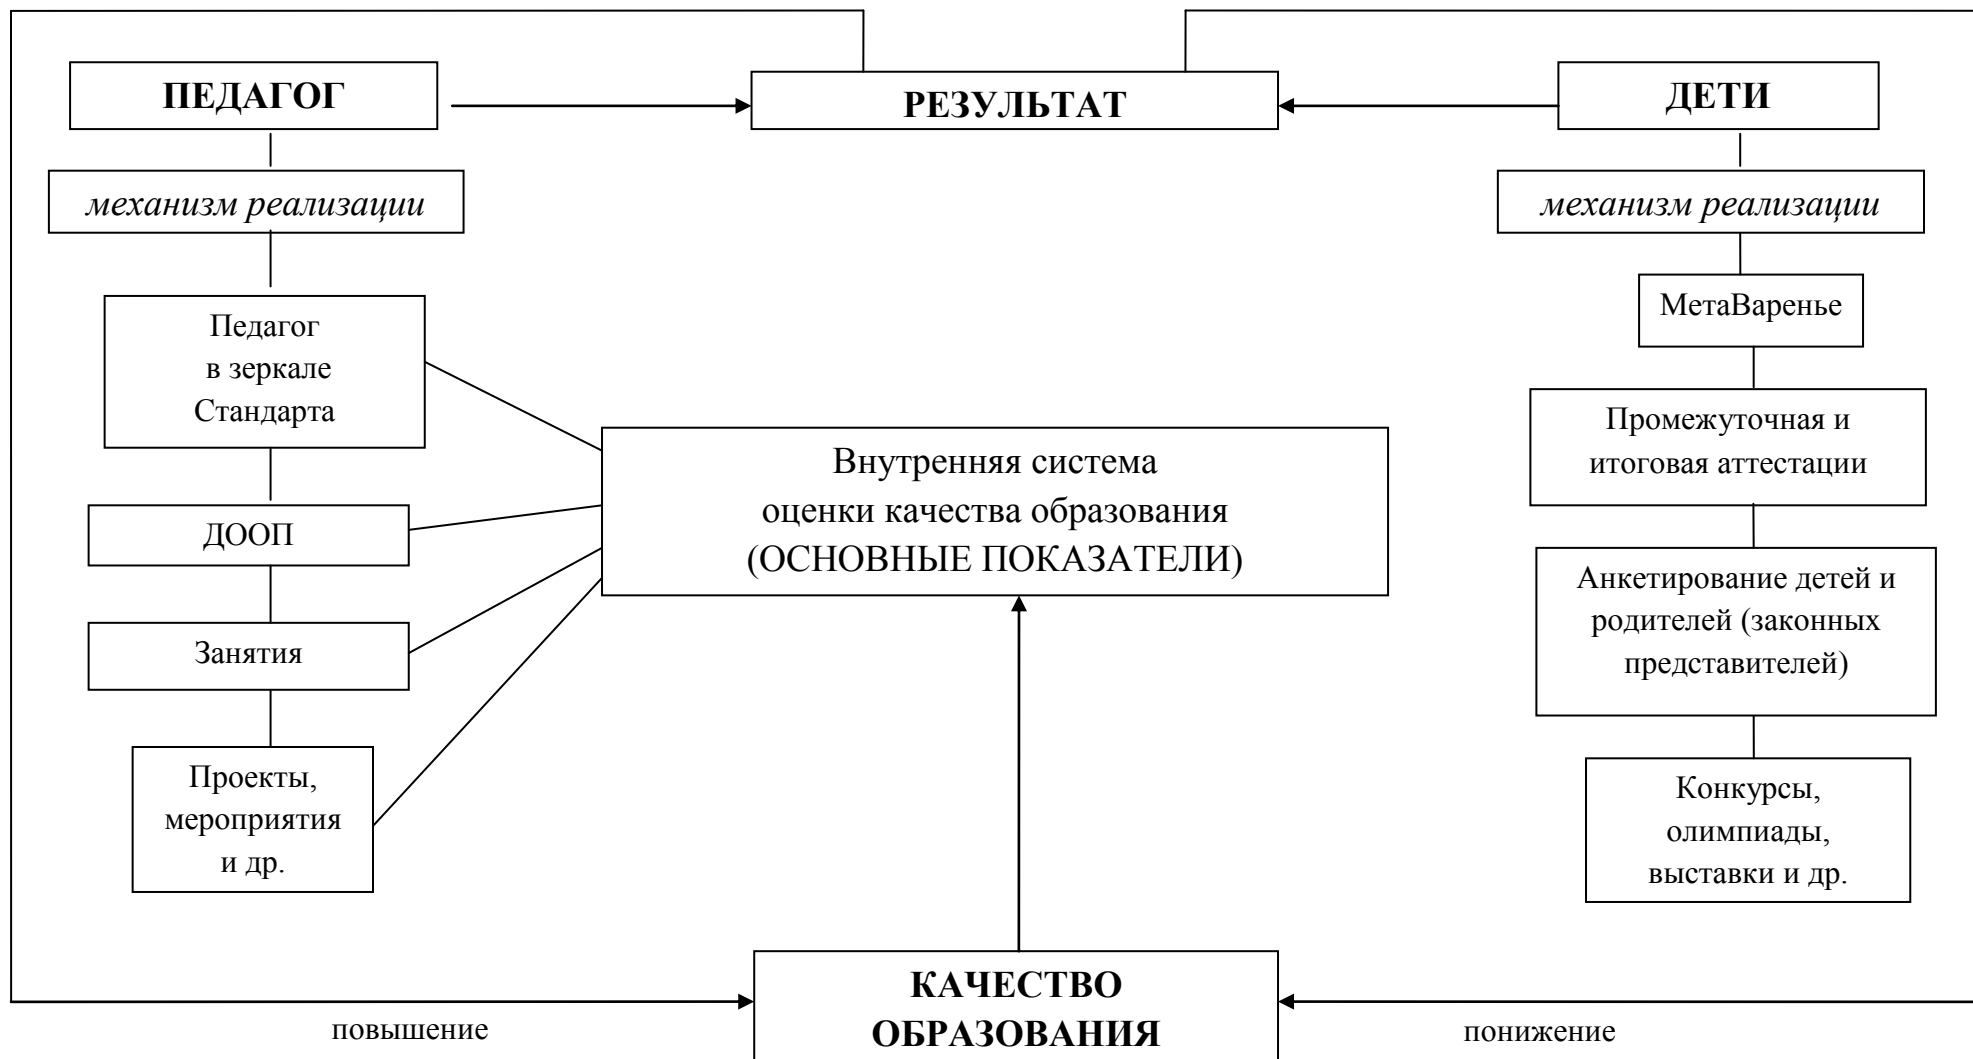 ПЕДАГОГ
РЕЗУЛЬТАТ
ДЕТИ
механизм реализации
механизм реализации
Педагог
в зеркале
Стандарта
ДООП
Занятия
Проекты,
мероприятия
и др.
Внутренняя система
оценки качества образования
(ОСНОВНЫЕ ПОКАЗАТЕЛИ)
МетаВаренье
Промежуточная и
итоговая аттестации
Анкетирование детей и
родителей (законных
представителей)
Конкурсы,
олимпиады,
выставки и др.
повышение
КАЧЕСТВО
ОБРАЗОВАНИЯ
понижение